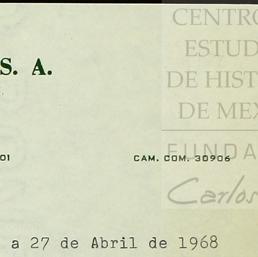 CENTRO
ESTUD
DE HIST
DE MEX
FUNDA
Carlos
S. A.
01
CAM. COM. 30906
a 27 de Abril de 1968